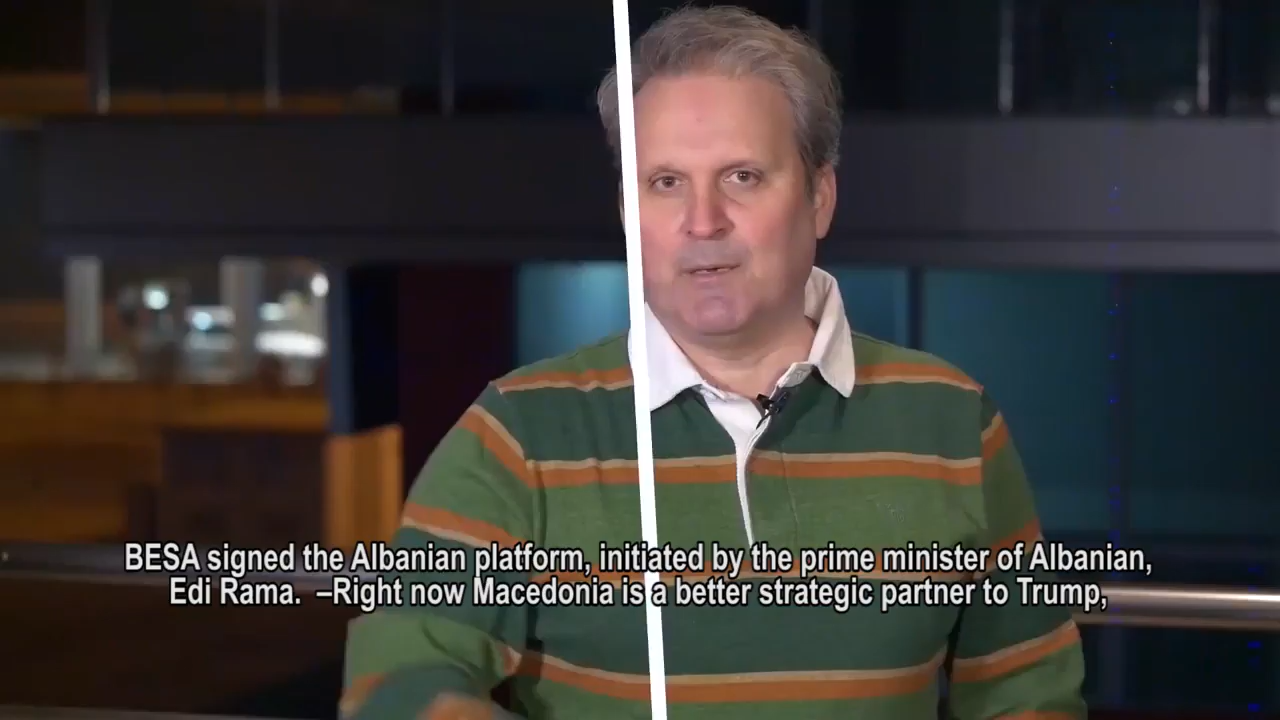 BESA signed the Albanian platform, initiated by the prime minister of Albanian,
Edi Rama. –Right now Macedonia is a better strategic partner to Trump,